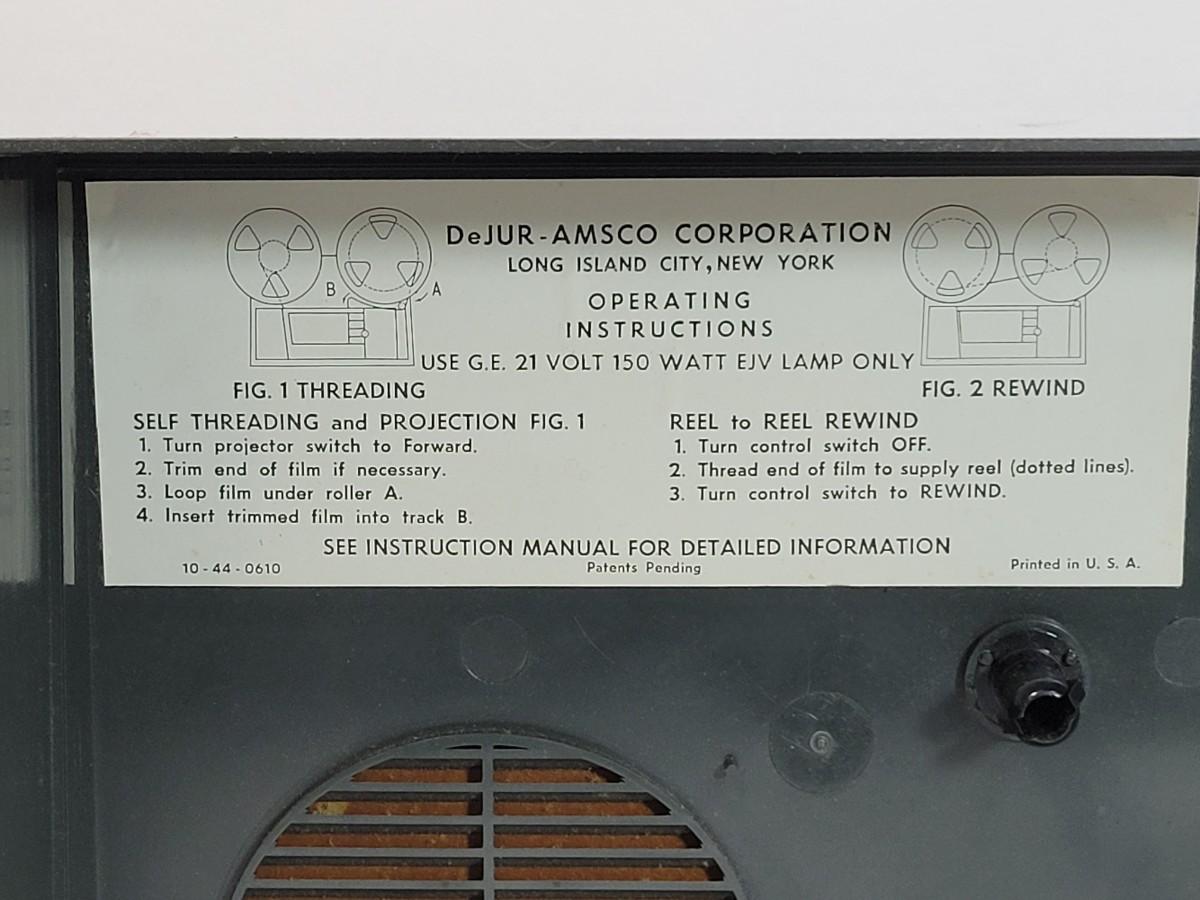 DeJUR-AMSCO CORPORATION
LONG ISLAND CITY, NEW YORK
OPERATING
INSTRUCTIONS
USE G.E. 21 VOLT 150 WATT EJV LAMP ONLY
B
A
FIG. 1 THREADING
FIG. 2 REWIND
SELF THREADING and PROJECTION FIG. 1
1. Turn projector switch to Forward.
2. Trim end of film if necessary.
3. Loop film under roller A.
4. Insert trimmed film into track B.
REEL to REEL REWIND
1. Turn control switch OFF.
2. Thread end of film to supply reel (dotted lines).
3. Turn control switch to REWIND.
SEE INSTRUCTION MANUAL FOR DETAILED INFORMATION
10-44-0610
Patents Pending
Printed in U. S. A.